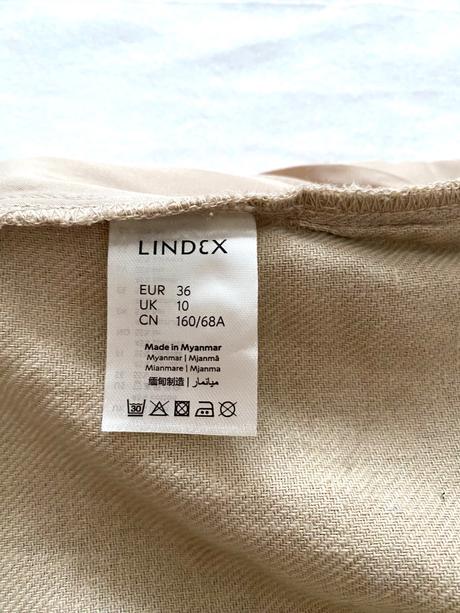 LINDEX
EUR 36
UK 10
CN 160/68A
Made in Myanmar
Myanmar | Mjanmā
Mianmare | Mjanma
缅甸制造 | ميانمار
30